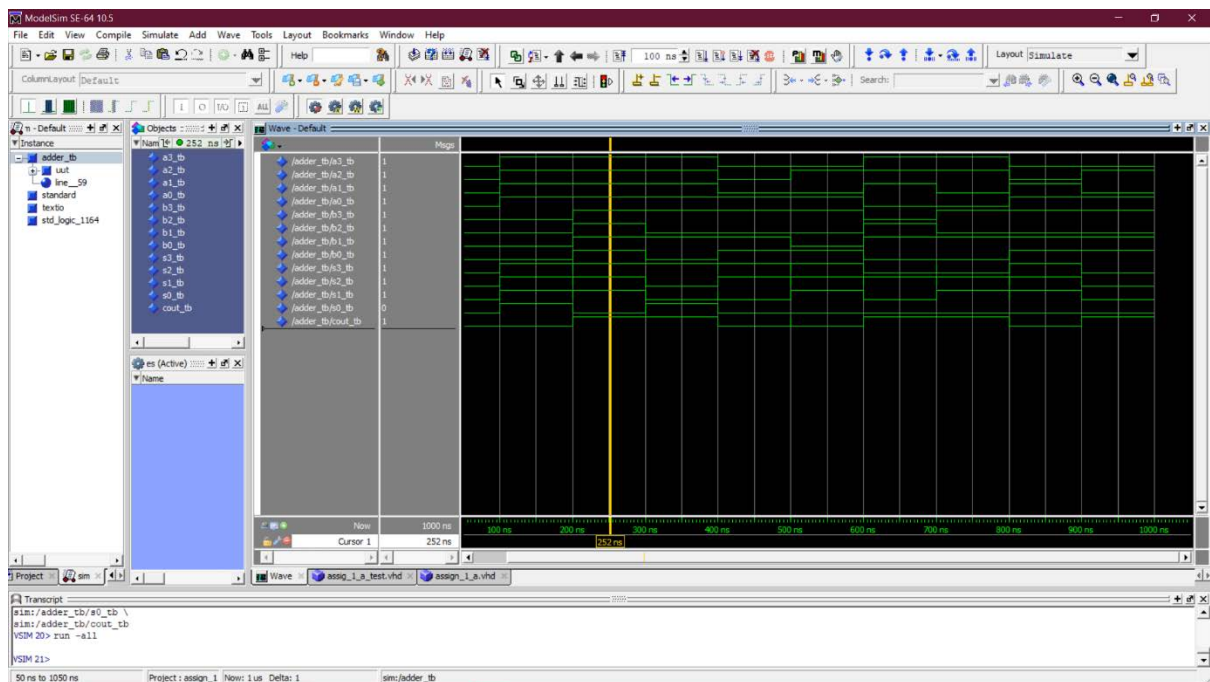 ModelSim SE-64 10.5
File Edit View Compile Simulate Add Wave Tools Layout Bookmarks Window Help
Help
100 ns
Layout Simulate
ColumnLayout Default
Search:
n - Default
Instance
adder_tb
uut
line__59
standard
textio
std_logic_1164
Objects
252 ns
a3_tb
a2_tb
a1_tb
a0_tb
b3_tb
b2_tb
b1_tb
b0_tb
s3_tb
s2_tb
s1_tb
s0_tb
cout_tb
es (Active)
Name
Wave - Default
Msgs
/adder_tb/a3_tb 1
/adder_tb/a2_tb 1
/adder_tb/a1_tb 1
/adder_tb/a0_tb 1
/adder_tb/b3_tb 1
/adder_tb/b2_tb 1
/adder_tb/b1_tb 1
/adder_tb/b0_tb 1
/adder_tb/s3_tb 1
/adder_tb/s2_tb 1
/adder_tb/s1_tb 1
/adder_tb/s0_tb 0
/adder_tb/cout_tb 1
Now 1000 ns
100 ns 200 ns 300 ns 400 ns 500 ns 600 ns 700 ns 800 ns 900 ns 1000 ns
Cursor 1 252 ns
252 ns
Project sim
Wave assig_1_a_test.vhd assign_1_a.vhd
Transcript
sim:/adder_tb/s0_tb \
sim:/adder_tb/cout_tb
VSIM 20> run -all
VSIM 21>
50 ns to 1050 ns Project : assign_1 Now: 1 us Delta: 1 sim:/adder_tb